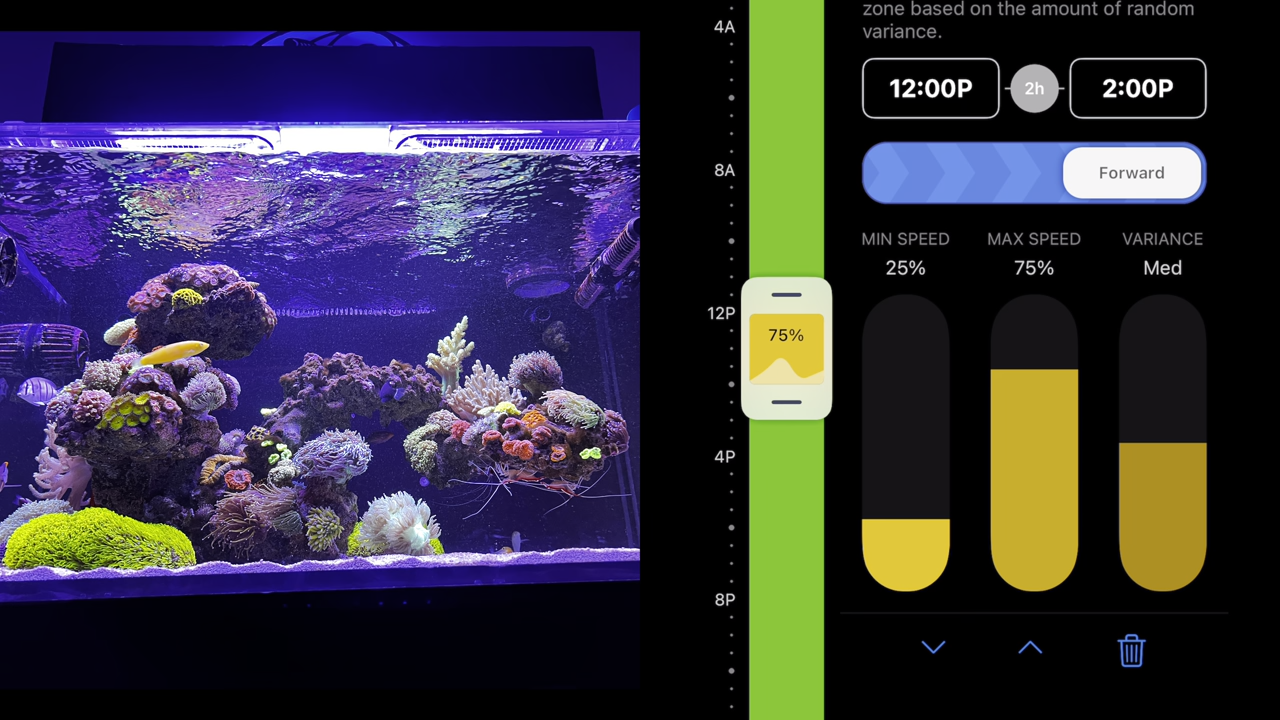 zone based on the amount of random
variance.
12:00P 2h 2:00P
Forward
MIN SPEED MAX SPEED VARIANCE
25% 75% Med
4A
8A
12P
75%
4P
8P